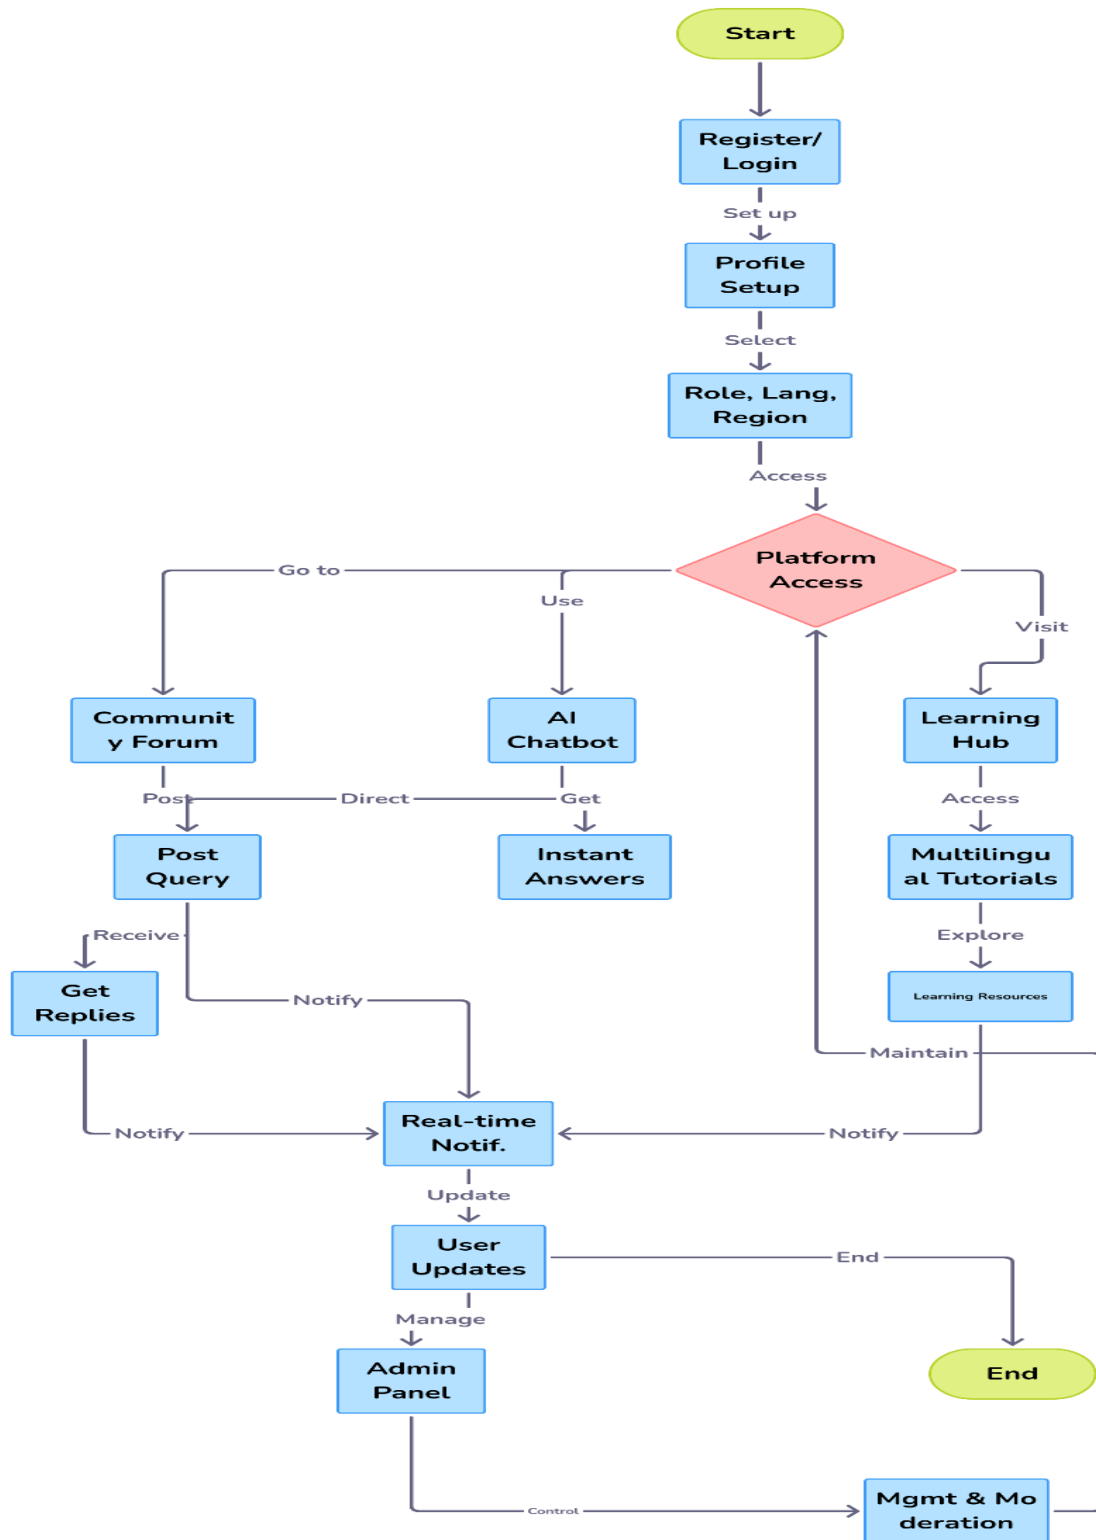 Start
Register/
Login
Set up
Profile
Setup
Select
Role, Lang,
Region
Access
Platform
Access
Go to
Use
Visit
Communit
y Forum
AI
Chatbot
Learning
Hub
Post
Direct
Get
Access
Post
Query
Instant
Answers
Multilingu
al Tutorials
Receive
Explore
Get
Replies
Notify
Learning Resources
Maintain
Notify
Real-time
Notif.
Notify
Update
User
Updates
End
Manage
Admin
Panel
End
Control
Mgmt & Mo
deration